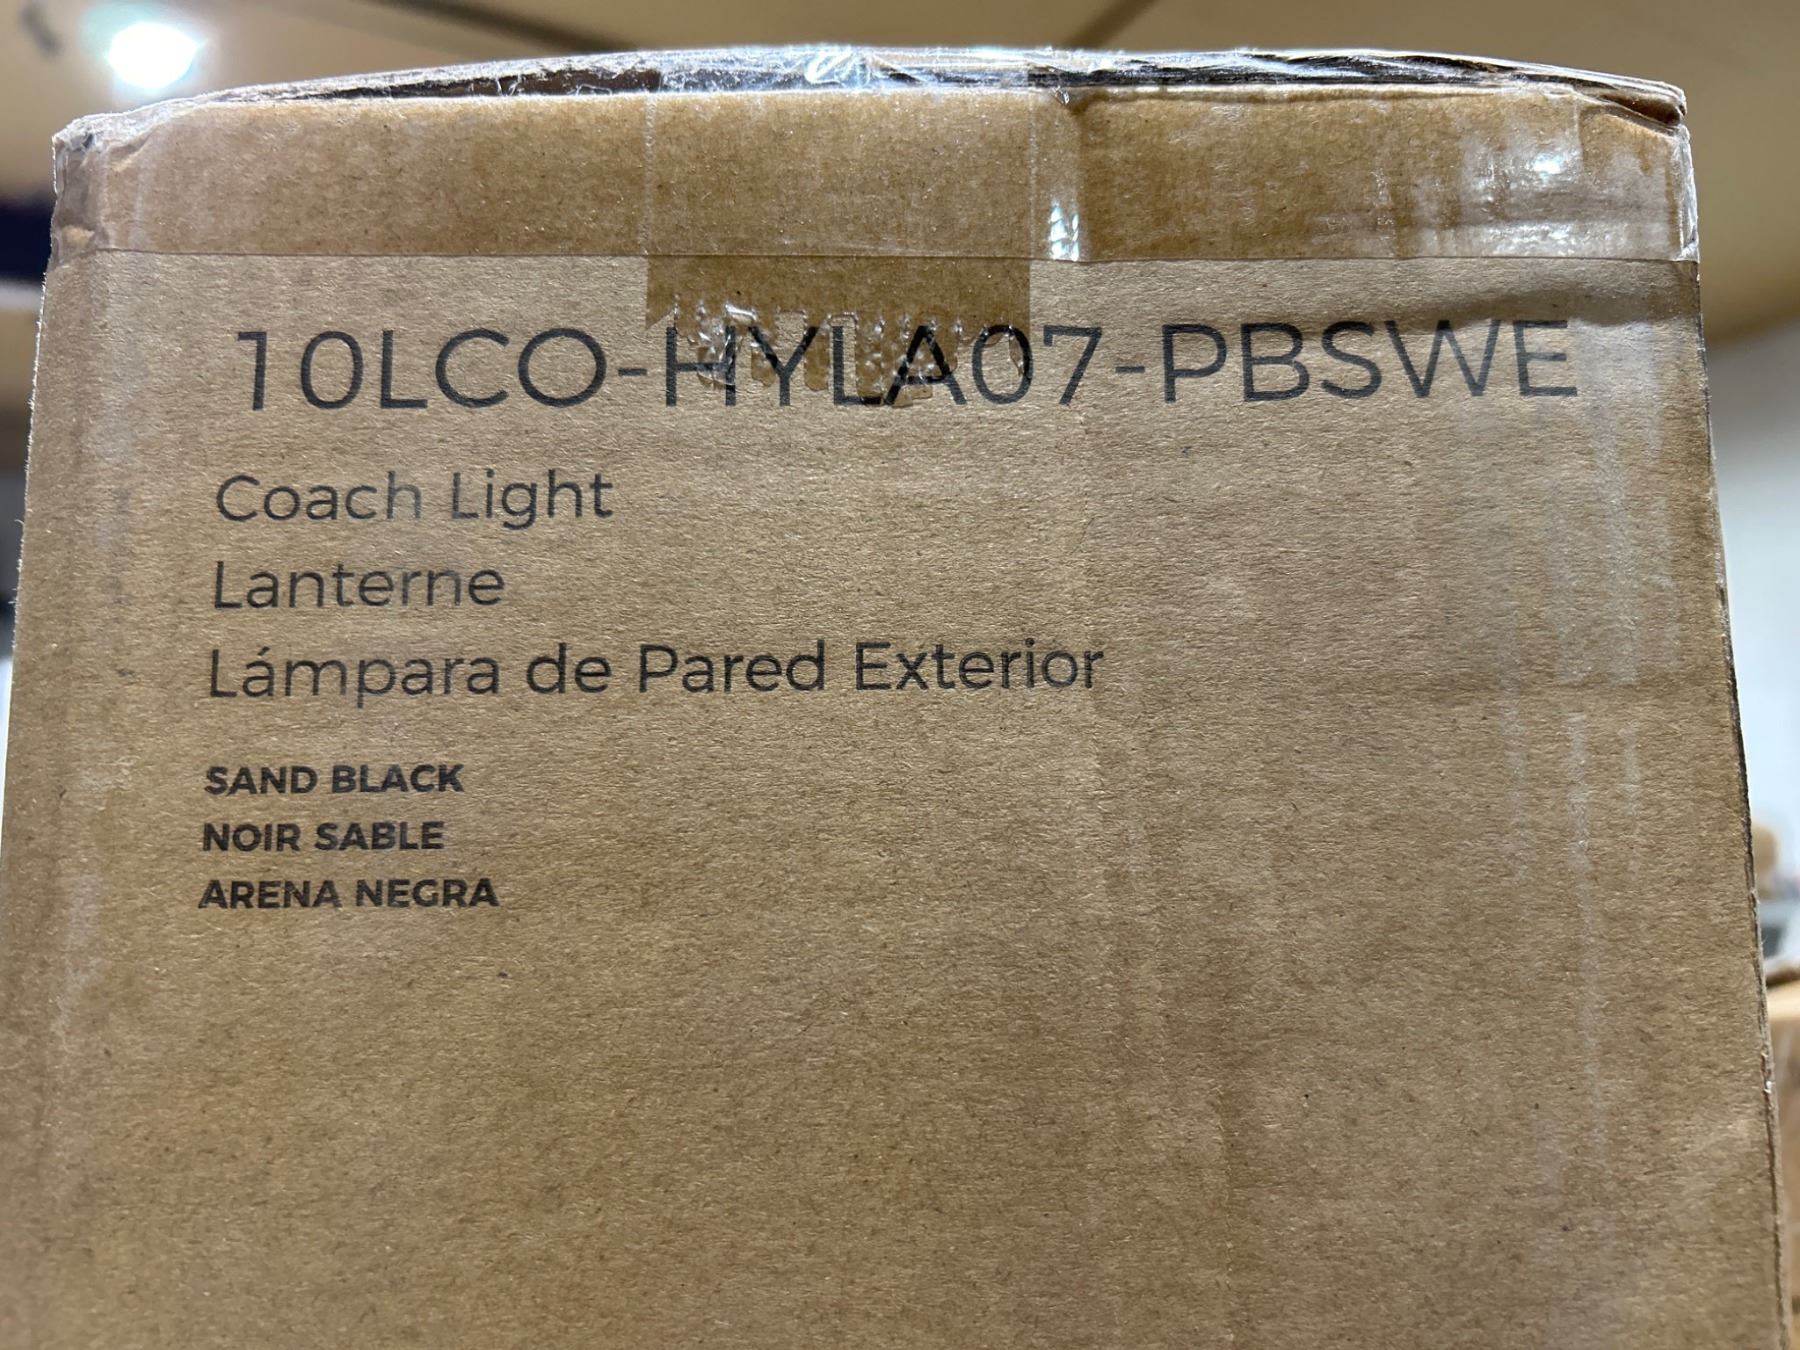 10LCO-HYLA07-PBSWE
Coach Light
Lanterne
Lámpara de Pared Exterior
SAND BLACK
NOIR SABLE
ARENA NEGRA